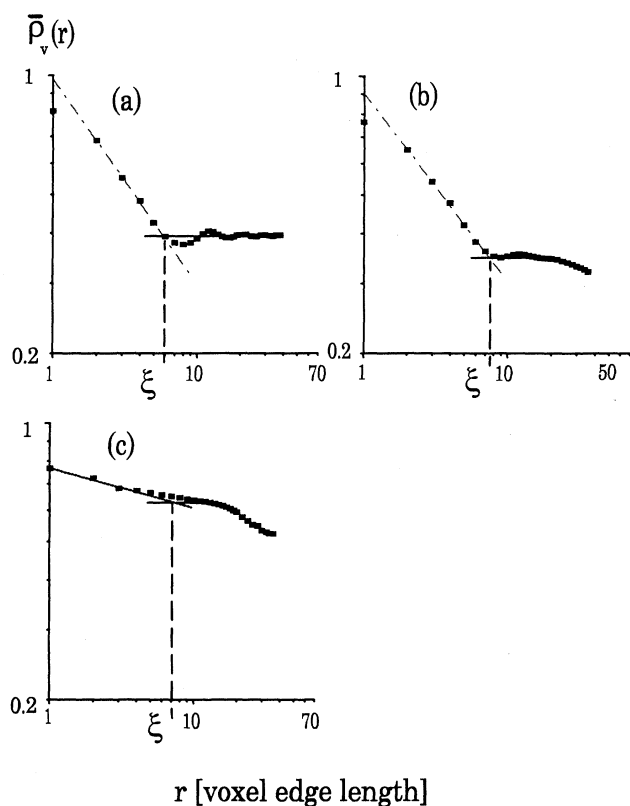 ρ̅ᵥ(r)
1
(a)
0.2
1
ξ
10
70
1
(b)
0.2
1
ξ
10
50
1
(c)
0.2
1
ξ
10
70
r [voxel edge length]